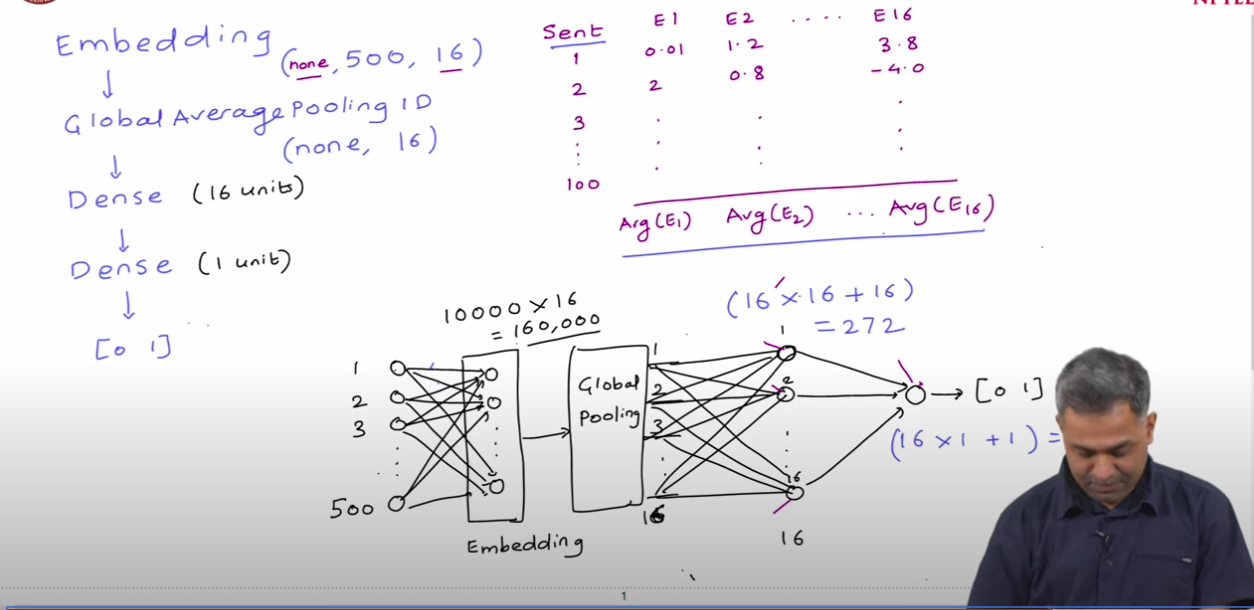 Embedding
(none, 500, 16)
↓
Global Average Pooling 1D
(none, 16)
↓
Dense (16 units)
↓
Dense (1 unit)
↓
[0 1]
Sent E1 E2 .... E16
1 0.01 1.2 3.8
2 2 0.8 -4.0
3 . . .
: . . .
100 . .
Arg(E1) Avg(E2) ... Avg(E16)
10000 × 16
= 160,000
(16 × 16 + 16)
= 272
1
2
3
500
Embedding
Global
Pooling
1
2
3
16
1
2
16
16
→ [0 1]
(16 × 1 + 1) =
1